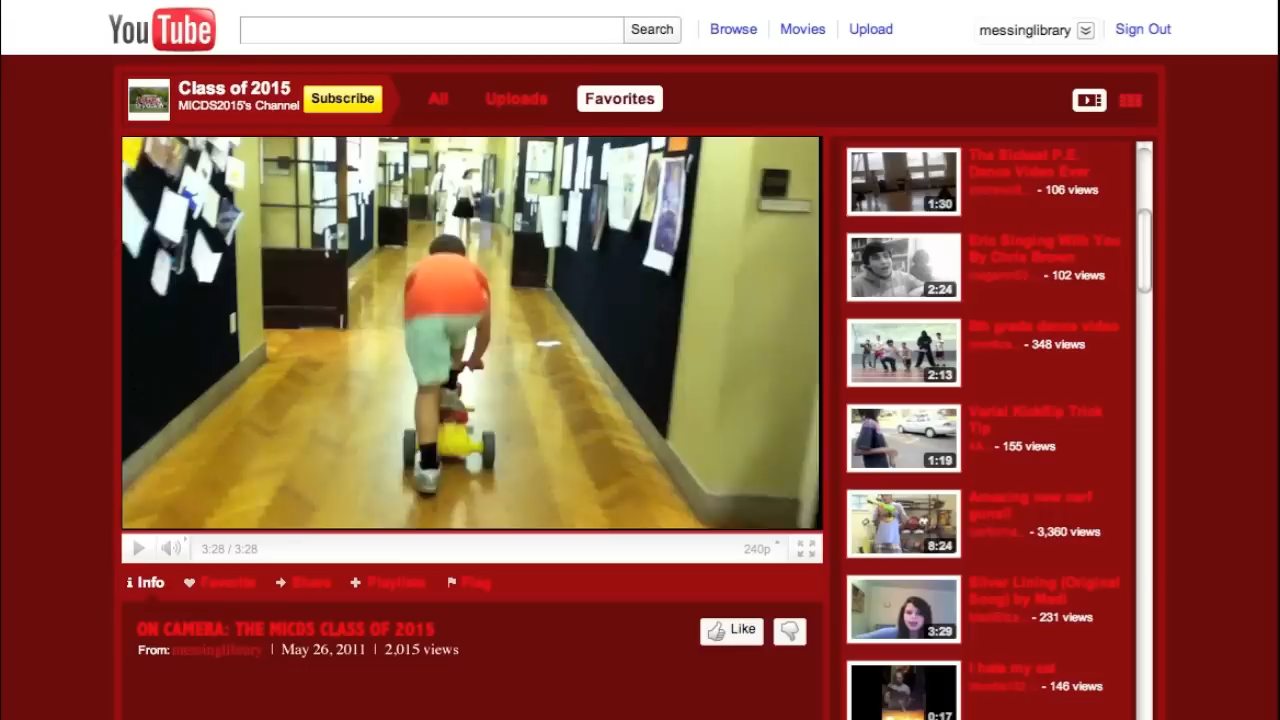 YouTube
Search
Browse
Movies
Upload
messinglibrary
Sign Out
Class of 2015
MICDS2015's Channel
Subscribe
All
Uploads
Favorites
3:28 / 3:28
240p
Info
Favorite
Share
Playlists
Flag
ON CAMERA: THE MICDS CLASS OF 2015
From: messinglibrary | May 26, 2011 | 2,015 views
Like
The Sickest P.E.
Dance Video Ever
- 106 views
1:30
Eric Singing With You
By Chris Brown
- 102 views
2:24
8th grade dance video
- 348 views
2:13
Varial Kickflip Trick
Tip
- 155 views
1:19
Amazing new nerf
guns!!
- 3,360 views
8:24
Silver Lining (Original
Song) by Madi
- 231 views
3:29
I hate my cat
- 146 views
0:17